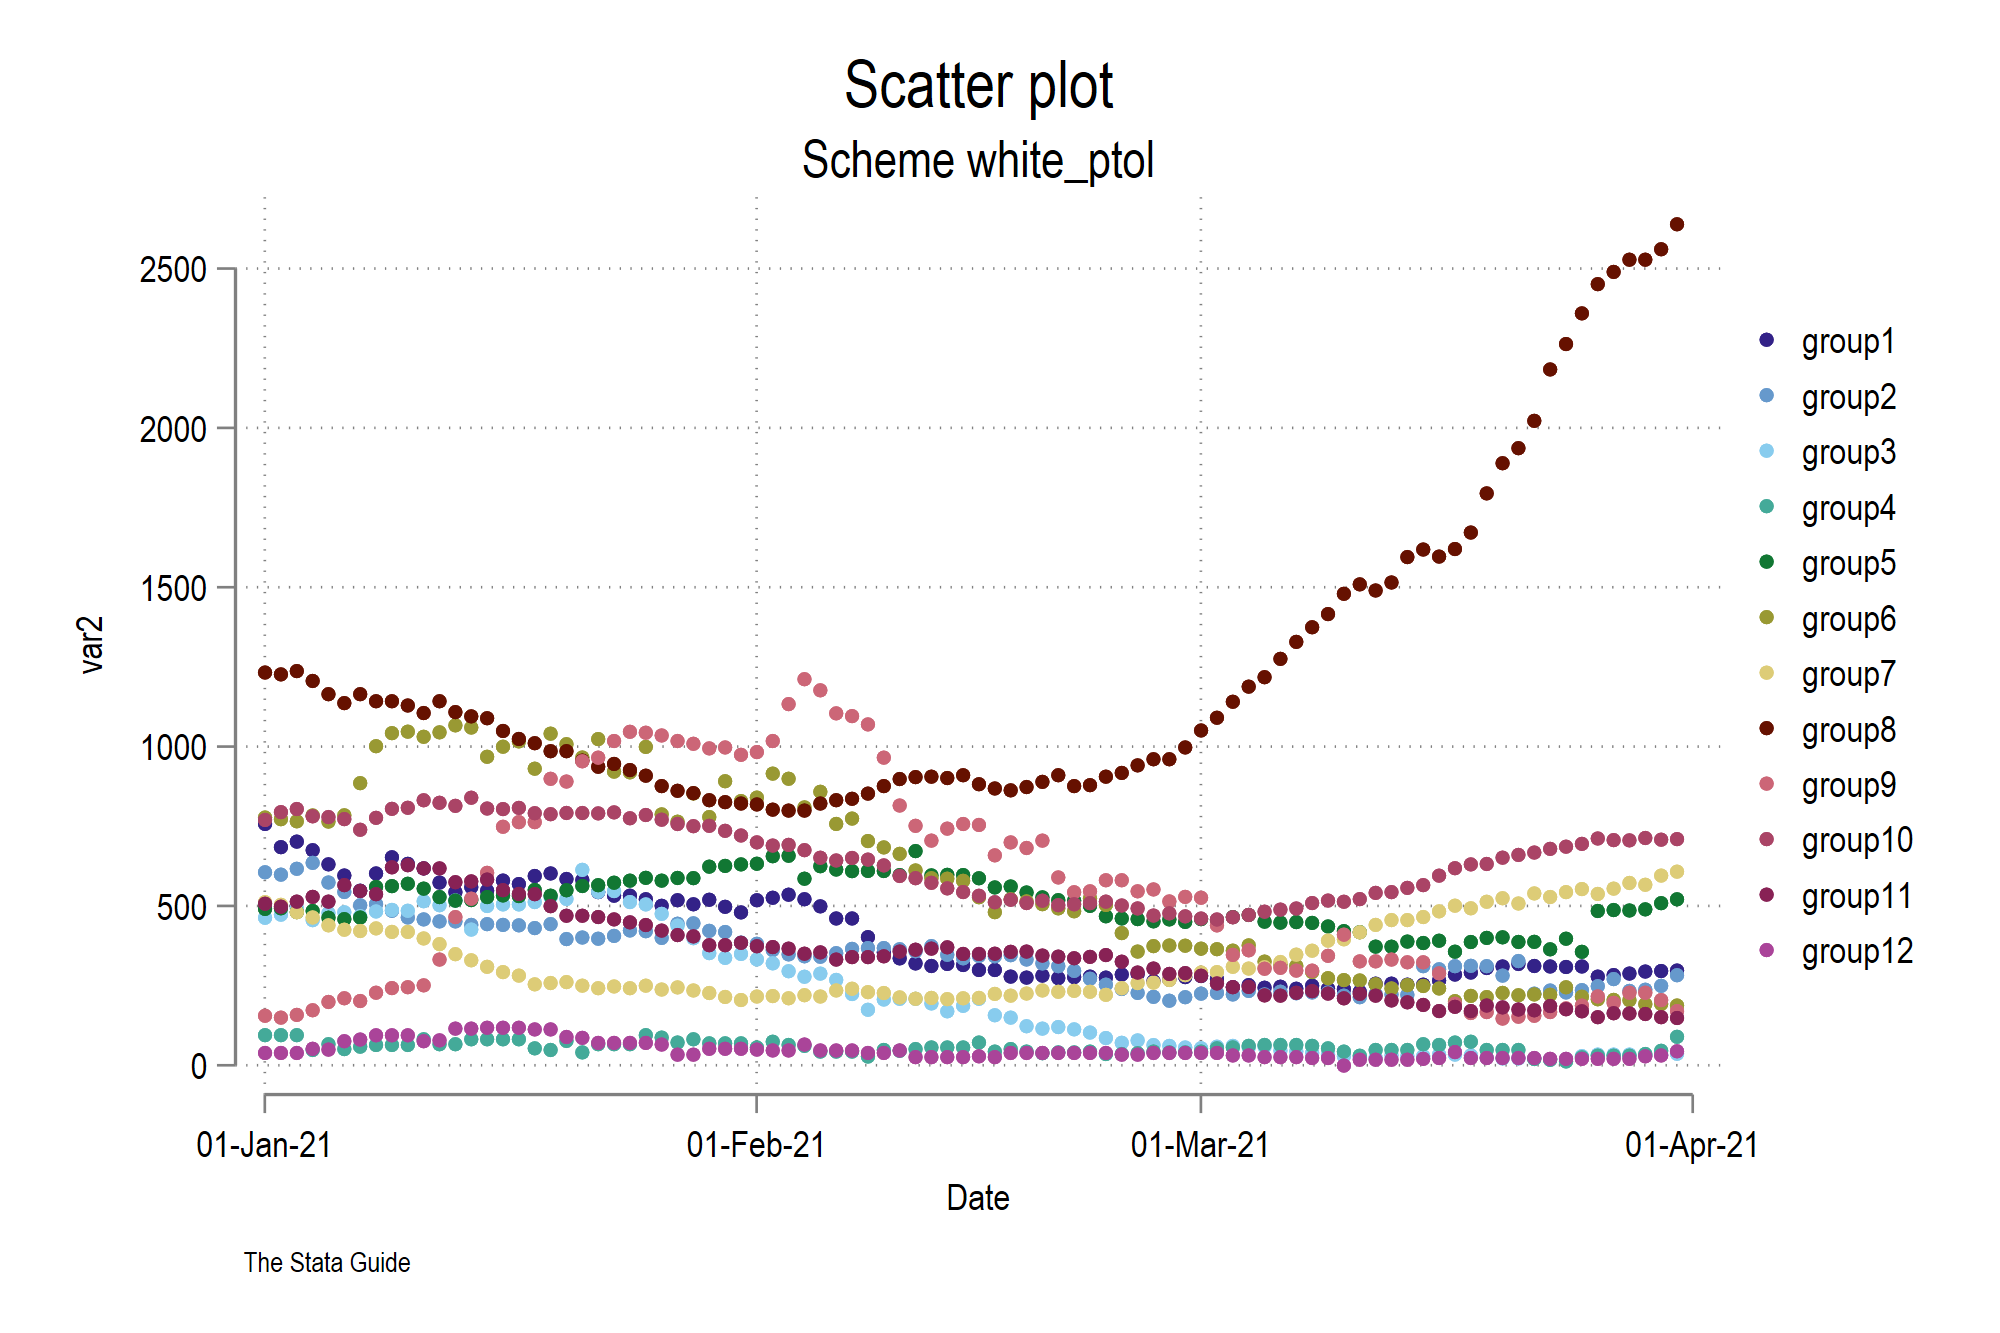 Scatter plot
Scheme white_ptol
2500
2000
1500
1000
500
0
var2
01-Jan-21
01-Feb-21
01-Mar-21
01-Apr-21
Date
group1
group2
group3
group4
group5
group6
group7
group8
group9
group10
group11
group12
The Stata Guide